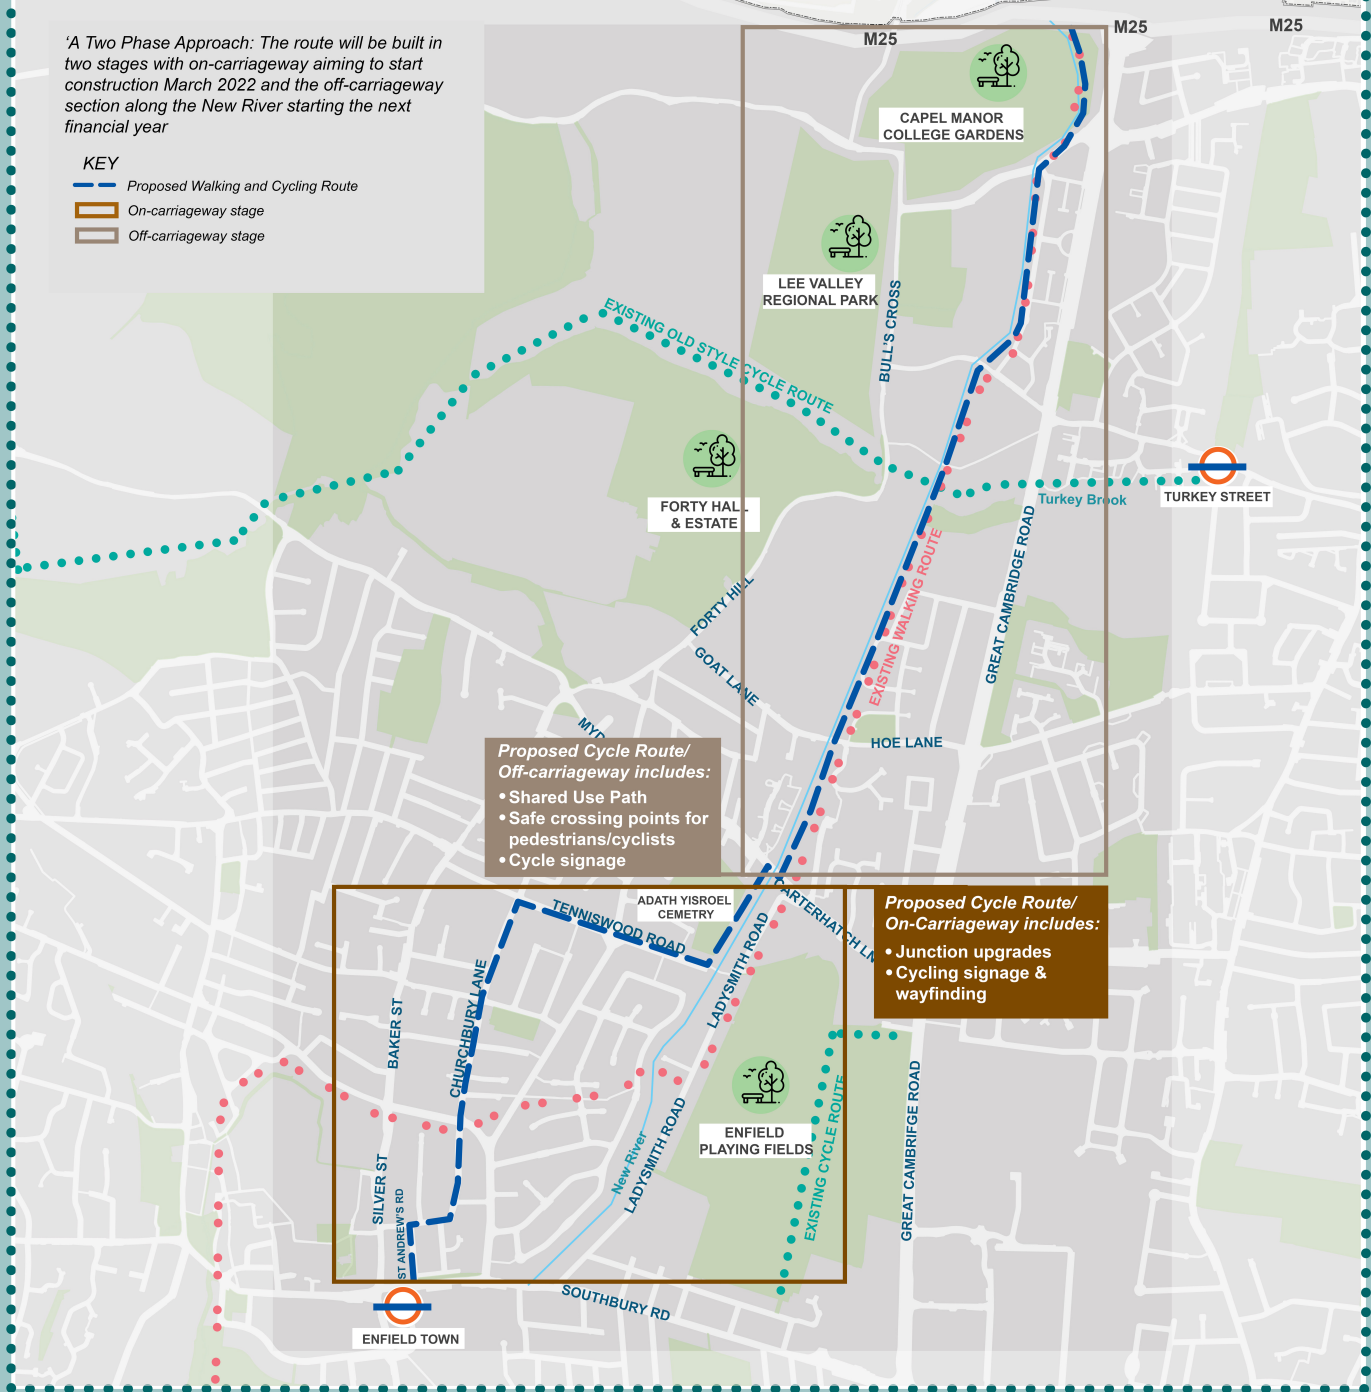 M25
M25
M25
‘A Two Phase Approach: The route will be built in
two stages with on-carriageway aiming to start
construction March 2022 and the off-carriageway
section along the New River starting the next
financial year
KEY
Proposed Walking and Cycling Route
On-carriageway stage
Off-carriageway stage
CAPEL MANOR
COLLEGE GARDENS
LEE VALLEY
REGIONAL PARK
BULL'S CROSS
EXISTING OLD STYLE CYCLE ROUTE
FORTY HALL
& ESTATE
TURKEY STREET
Turkey Brook
GREAT CAMBRIDGE ROAD
EXISTING WALKING ROUTE
FORTY HILL
GOAT LANE
MYD
HOE LANE
Proposed Cycle Route/
Off-carriageway includes:
• Shared Use Path
• Safe crossing points for
pedestrians/cyclists
• Cycle signage
ADATH YISROEL
CEMETRY
TENNISWOOD ROAD
CARTERHATCH LN
LADYSMITH ROAD
Proposed Cycle Route/
On-Carriageway includes:
• Junction upgrades
• Cycling signage &
wayfinding
BAKER ST
CHURCHBURY LANE
ENFIELD
PLAYING FIELDS
EXISTING CYCLE ROUTE
GREAT CAMBRIFGE ROAD
New River
LADYSMITH ROAD
SILVER ST
ST ANDREW'S RD
SOUTHBURY RD
ENFIELD TOWN